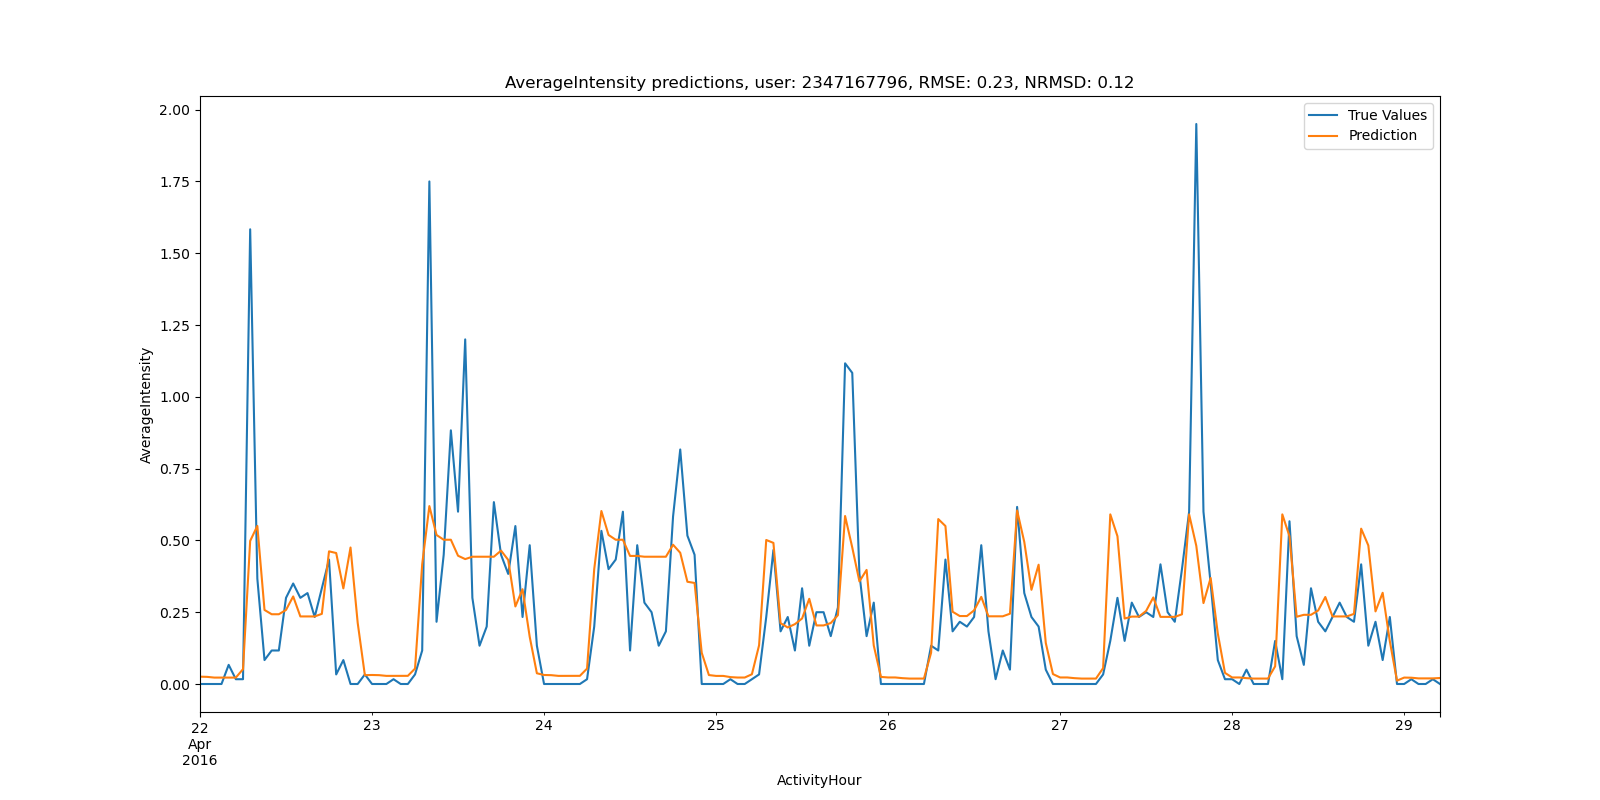 AverageIntensity predictions, user: 2347167796, RMSE: 0.23, NRMSD: 0.12
True Values
Prediction
AverageIntensity
2.00
1.75
1.50
1.25
1.00
0.75
0.50
0.25
0.00
22 23 24 25 26 27 28 29
Apr
2016
ActivityHour